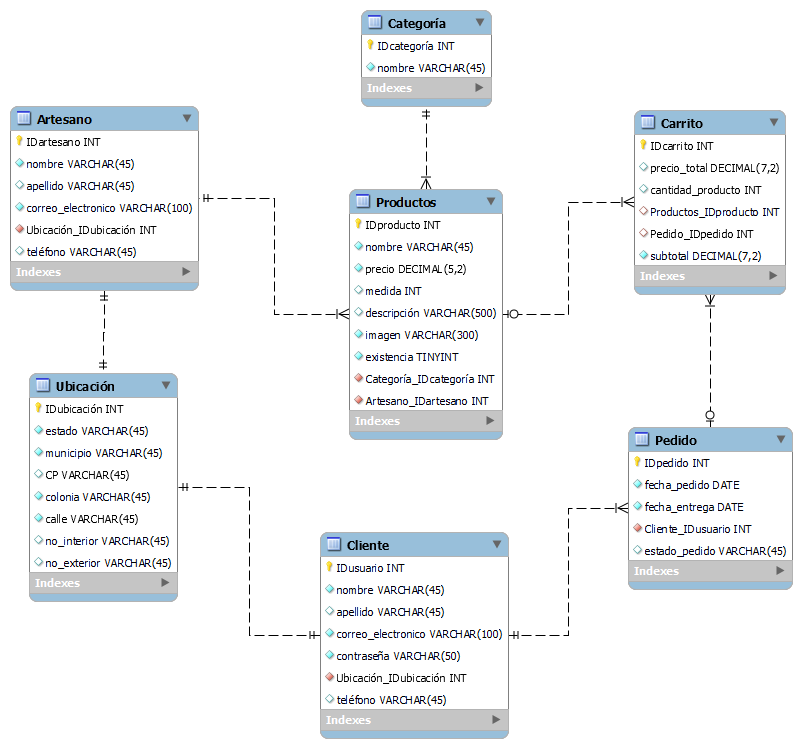 Categoría
IDcategoría INT
nombre VARCHAR(45)
Indexes
Artesano
IDartesano INT
nombre VARCHAR(45)
apellido VARCHAR(45)
correo_electronico VARCHAR(100)
Ubicación_IDubicación INT
teléfono VARCHAR(45)
Indexes
Productos
IDproducto INT
nombre VARCHAR(45)
precio DECIMAL(5,2)
medida INT
descripción VARCHAR(500)
imagen VARCHAR(300)
existencia TINYINT
Categoría_IDcategoría INT
Artesano_IDartesano INT
Indexes
Carrito
IDcarrito INT
precio_total DECIMAL(7,2)
cantidad_producto INT
Productos_IDproducto INT
Pedido_IDpedido INT
subtotal DECIMAL(7,2)
Indexes
Ubicación
IDubicación INT
estado VARCHAR(45)
municipio VARCHAR(45)
CP VARCHAR(45)
colonia VARCHAR(45)
calle VARCHAR(45)
no_interior VARCHAR(45)
no_exterior VARCHAR(45)
Indexes
Cliente
IDusuario INT
nombre VARCHAR(45)
apellido VARCHAR(45)
correo_electronico VARCHAR(100)
contraseña VARCHAR(50)
Ubicación_IDubicación INT
teléfono VARCHAR(45)
Indexes
Pedido
IDpedido INT
fecha_pedido DATE
fecha_entrega DATE
Cliente_IDusuario INT
estado_pedido VARCHAR(45)
Indexes